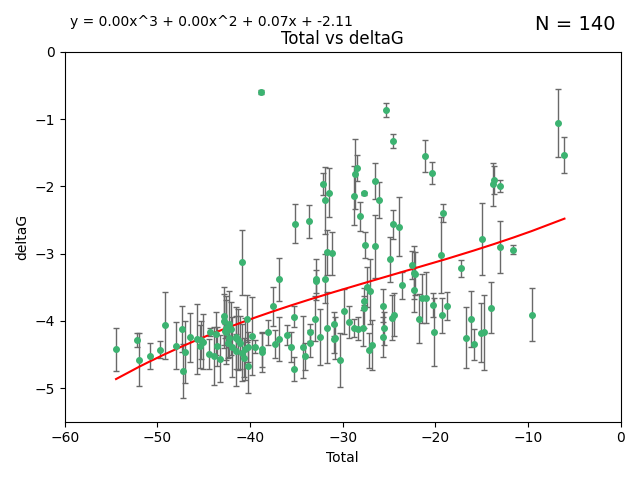 y = 0.00x^3 + 0.00x^2 + 0.07x + -2.11
N = 140
Total vs deltaG
0
−1
−2
−3
−4
−5
deltaG
−60 −50 −40 −30 −20 −10 0
Total